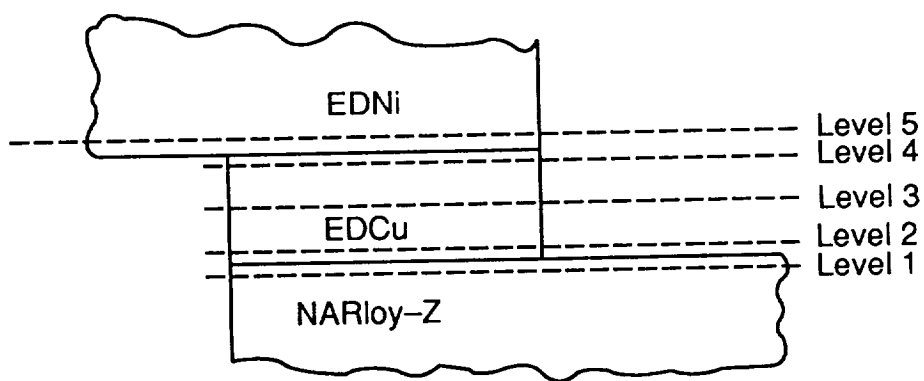 EDNi
Level 5
Level 4
Level 3
EDCu
Level 2
Level 1
NARloy–Z